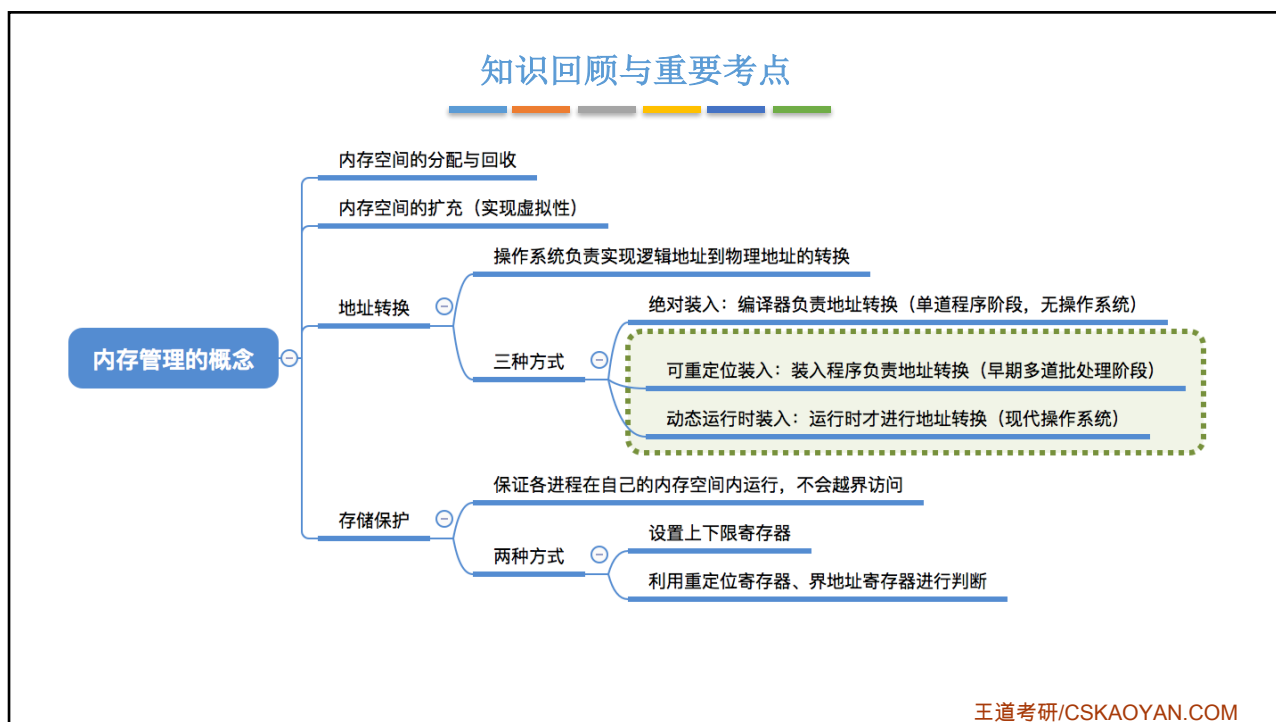 知识回顾与重要考点
内存空间的分配与回收
内存空间的扩充（实现虚拟性）
操作系统负责实现逻辑地址到物理地址的转换
绝对装入：编译器负责地址转换（单道程序阶段，无操作系统）
地址转换
内存管理的概念
三种方式
可重定位装入：装入程序负责地址转换（早期多道批处理阶段）
动态运行时装入：运行时才进行地址转换（现代操作系统）
保证各进程在自己的内存空间内运行，不会越界访问
存储保护
设置上下限寄存器
两种方式
利用重定位寄存器、界地址寄存器进行判断
王道考研/CSKAOYAN.COM